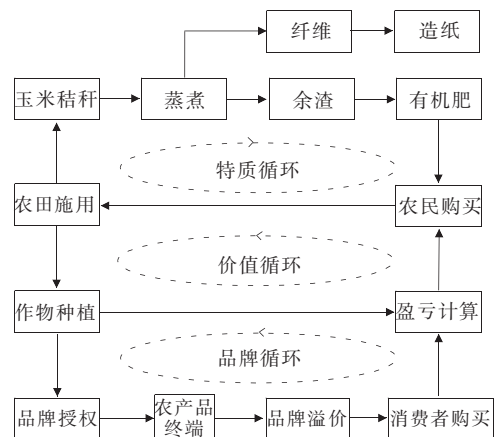 纤维
造纸
玉米秸秆
蒸煮
余渣
有机肥
特质循环
农田施用
农民购买
价值循环
作物种植
盈亏计算
品牌循环
品牌授权
农产品
终端
品牌溢价
消费者购买